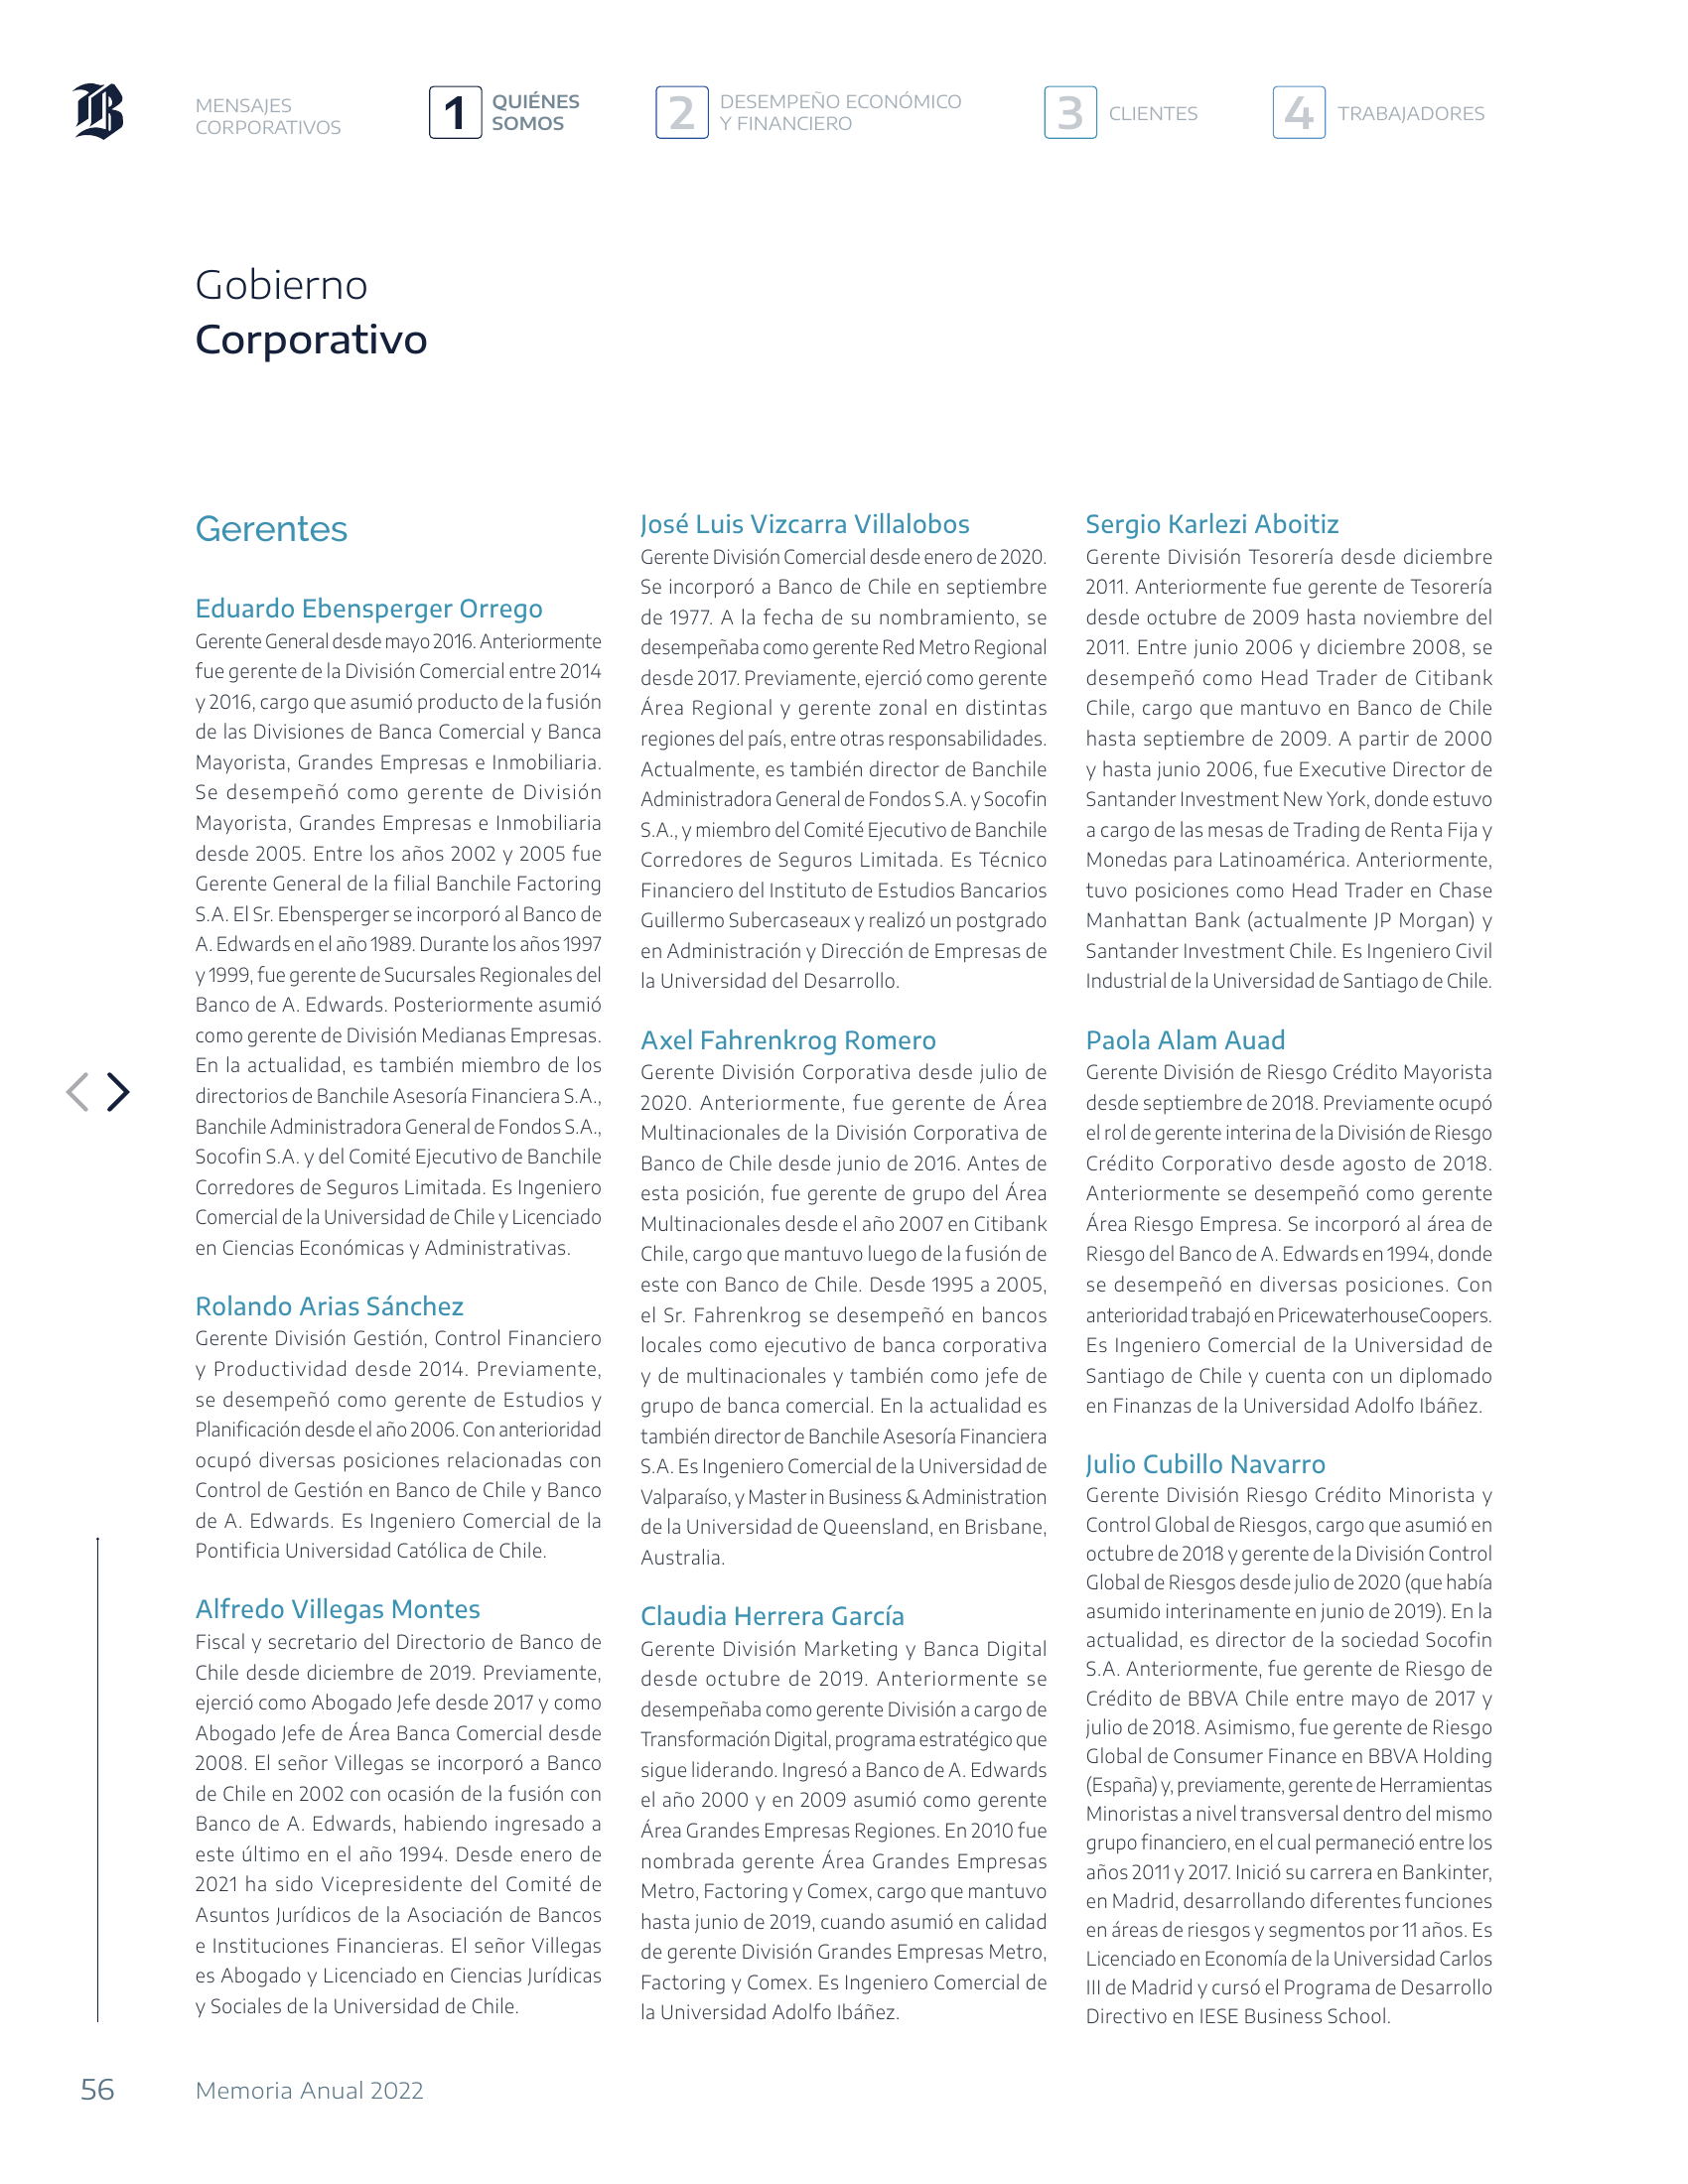 B
MENSAJES
CORPORATIVOS
1
QUIÉNES
SOMOS
2
DESEMPEÑO ECONÓMICO
Y FINANCIERO
3
CLIENTES
4
TRABAJADORES
Gobierno
Corporativo
Gerentes
Eduardo Ebensperger Orrego
Gerente General desde mayo 2016. Anteriormente
fue gerente de la División Comercial entre 2014
y 2016, cargo que asumió producto de la fusión
de las Divisiones de Banca Comercial y Banca
Mayorista, Grandes Empresas e Inmobiliaria.
Se desempeñó como gerente de División
Mayorista, Grandes Empresas e Inmobiliaria
desde 2005. Entre los años 2002 y 2005 fue
Gerente General de la filial Banchile Factoring
S.A. El Sr. Ebensperger se incorporó al Banco de
A. Edwards en el año 1989. Durante los años 1997
y 1999, fue gerente de Sucursales Regionales del
Banco de A. Edwards. Posteriormente asumió
como gerente de División Medianas Empresas.
En la actualidad, es también miembro de los
directorios de Banchile Asesoría Financiera S.A.,
Banchile Administradora General de Fondos S.A.,
Socofin S.A. y del Comité Ejecutivo de Banchile
Corredores de Seguros Limitada. Es Ingeniero
Comercial de la Universidad de Chile y Licenciado
en Ciencias Económicas y Administrativas.
Rolando Arias Sánchez
Gerente División Gestión, Control Financiero
y Productividad desde 2014. Previamente,
se desempeñó como gerente de Estudios y
Planificación desde el año 2006. Con anterioridad
ocupó diversas posiciones relacionadas con
Control de Gestión en Banco de Chile y Banco
de A. Edwards. Es Ingeniero Comercial de la
Pontificia Universidad Católica de Chile.
Alfredo Villegas Montes
Fiscal y secretario del Directorio de Banco de
Chile desde diciembre de 2019. Previamente,
ejerció como Abogado Jefe desde 2017 y como
Abogado Jefe de Área Banca Comercial desde
2008. El señor Villegas se incorporó a Banco
de Chile en 2002 con ocasión de la fusión con
Banco de A. Edwards, habiendo ingresado a
este último en el año 1994. Desde enero de
2021 ha sido Vicepresidente del Comité de
Asuntos Jurídicos de la Asociación de Bancos
e Instituciones Financieras. El señor Villegas
es Abogado y Licenciado en Ciencias Jurídicas
y Sociales de la Universidad de Chile.
José Luis Vizcarra Villalobos
Gerente División Comercial desde enero de 2020.
Se incorporó a Banco de Chile en septiembre
de 1977. A la fecha de su nombramiento, se
desempeñaba como gerente Red Metro Regional
desde 2017. Previamente, ejerció como gerente
Área Regional y gerente zonal en distintas
regiones del país, entre otras responsabilidades.
Actualmente, es también director de Banchile
Administradora General de Fondos S.A. y Socofin
S.A., y miembro del Comité Ejecutivo de Banchile
Corredores de Seguros Limitada. Es Técnico
Financiero del Instituto de Estudios Bancarios
Guillermo Subercaseaux y realizó un postgrado
en Administración y Dirección de Empresas de
la Universidad del Desarrollo.
Axel Fahrenkrog Romero
Gerente División Corporativa desde julio de
2020. Anteriormente, fue gerente de Área
Multinacionales de la División Corporativa de
Banco de Chile desde junio de 2016. Antes de
esta posición, fue gerente de grupo del Área
Multinacionales desde el año 2007 en Citibank
Chile, cargo que mantuvo luego de la fusión de
este con Banco de Chile. Desde 1995 a 2005,
el Sr. Fahrenkrog se desempeñó en bancos
locales como ejecutivo de banca corporativa
y de multinacionales y también como jefe de
grupo de banca comercial. En la actualidad es
también director de Banchile Asesoría Financiera
S.A. Es Ingeniero Comercial de la Universidad de
Valparaíso, y Master in Business & Administration
de la Universidad de Queensland, en Brisbane,
Australia.
Claudia Herrera García
Gerente División Marketing y Banca Digital
desde octubre de 2019. Anteriormente se
desempeñaba como gerente División a cargo de
Transformación Digital, programa estratégico que
sigue liderando. Ingresó a Banco de A. Edwards
el año 2000 y en 2009 asumió como gerente
Área Grandes Empresas Regiones. En 2010 fue
nombrada gerente Área Grandes Empresas
Metro, Factoring y Comex, cargo que mantuvo
hasta junio de 2019, cuando asumió en calidad
de gerente División Grandes Empresas Metro,
Factoring y Comex. Es Ingeniero Comercial de
la Universidad Adolfo Ibáñez.
Sergio Karlezi Aboitiz
Gerente División Tesorería desde diciembre
2011. Anteriormente fue gerente de Tesorería
desde octubre de 2009 hasta noviembre del
2011. Entre junio 2006 y diciembre 2008, se
desempeñó como Head Trader de Citibank
Chile, cargo que mantuvo en Banco de Chile
hasta septiembre de 2009. A partir de 2000
y hasta junio 2006, fue Executive Director de
Santander Investment New York, donde estuvo
a cargo de las mesas de Trading de Renta Fija y
Monedas para Latinoamérica. Anteriormente,
tuvo posiciones como Head Trader en Chase
Manhattan Bank (actualmente JP Morgan) y
Santander Investment Chile. Es Ingeniero Civil
Industrial de la Universidad de Santiago de Chile.
Paola Alam Auad
Gerente División de Riesgo Crédito Mayorista
desde septiembre de 2018. Previamente ocupó
el rol de gerente interina de la División de Riesgo
Crédito Corporativo desde agosto de 2018.
Anteriormente se desempeñó como gerente
Área Riesgo Empresa. Se incorporó al área de
Riesgo del Banco de A. Edwards en 1994, donde
se desempeñó en diversas posiciones. Con
anterioridad trabajó en PricewaterhouseCoopers.
Es Ingeniero Comercial de la Universidad de
Santiago de Chile y cuenta con un diplomado
en Finanzas de la Universidad Adolfo Ibáñez.
Julio Cubillo Navarro
Gerente División Riesgo Crédito Minorista y
Control Global de Riesgos, cargo que asumió en
octubre de 2018 y gerente de la División Control
Global de Riesgos desde julio de 2020 (que había
asumido interinamente en junio de 2019). En la
actualidad, es director de la sociedad Socofin
S.A. Anteriormente, fue gerente de Riesgo de
Crédito de BBVA Chile entre mayo de 2017 y
julio de 2018. Asimismo, fue gerente de Riesgo
Global de Consumer Finance en BBVA Holding
(España) y, previamente, gerente de Herramientas
Minoristas a nivel transversal dentro del mismo
grupo financiero, en el cual permaneció entre los
años 2011 y 2017. Inició su carrera en Bankinter,
en Madrid, desarrollando diferentes funciones
en áreas de riesgos y segmentos por 11 años. Es
Licenciado en Economía de la Universidad Carlos
III de Madrid y cursó el Programa de Desarrollo
Directivo en IESE Business School.
56
Memoria Anual 2022